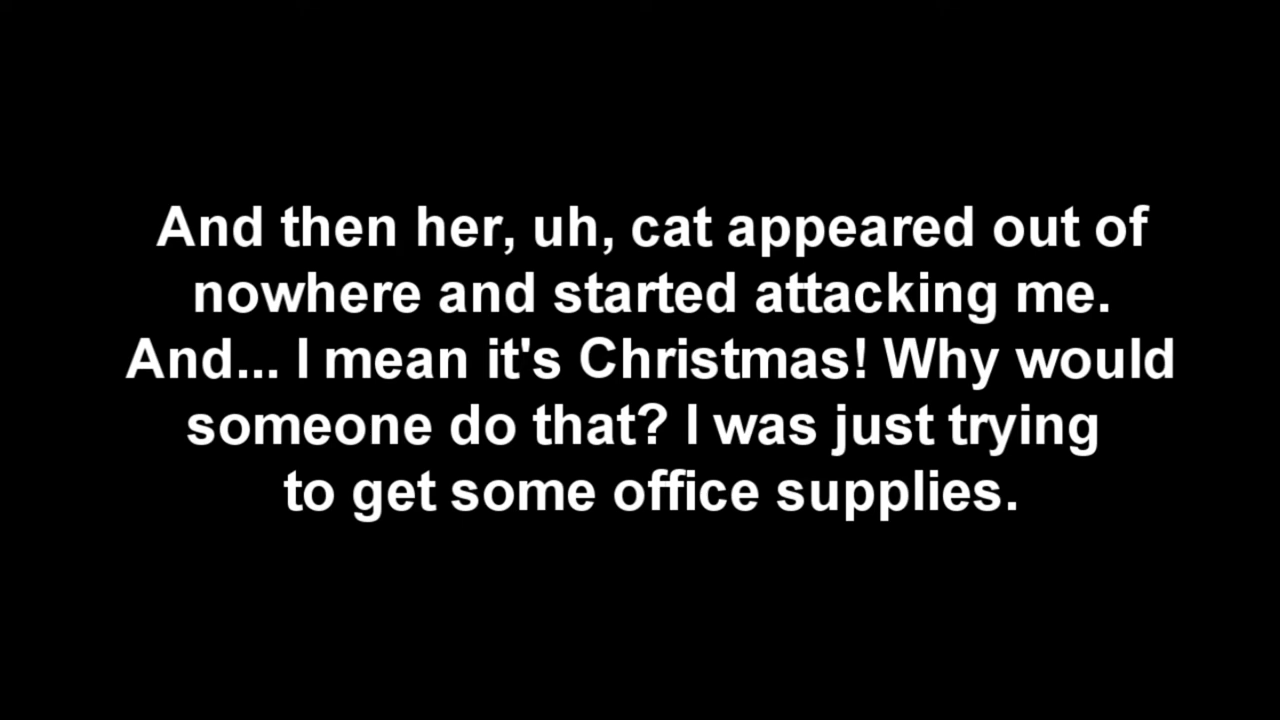 And then her, uh, cat appeared out of
nowhere and started attacking me.
And... I mean it's Christmas! Why would
someone do that? I was just trying
to get some office supplies.